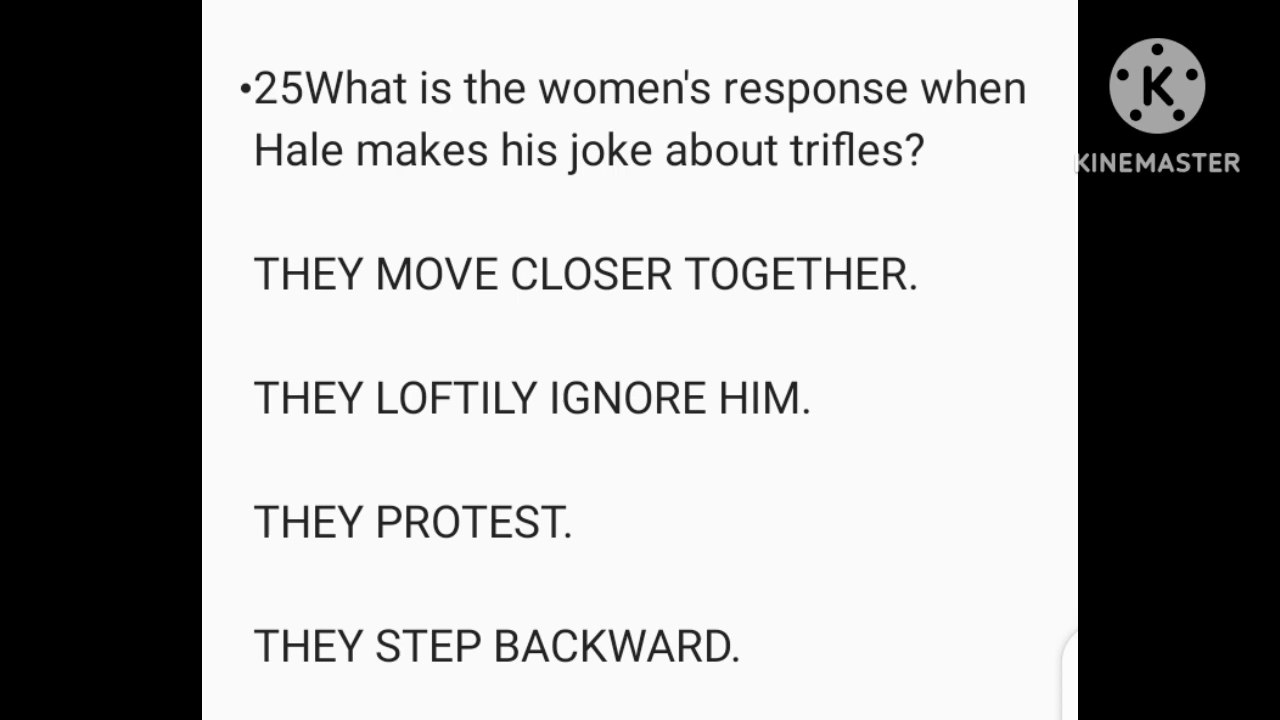 •25What is the women's response when
Hale makes his joke about trifles?
THEY MOVE CLOSER TOGETHER.
THEY LOFTILY IGNORE HIM.
THEY PROTEST.
THEY STEP BACKWARD.
K
KINEMASTER